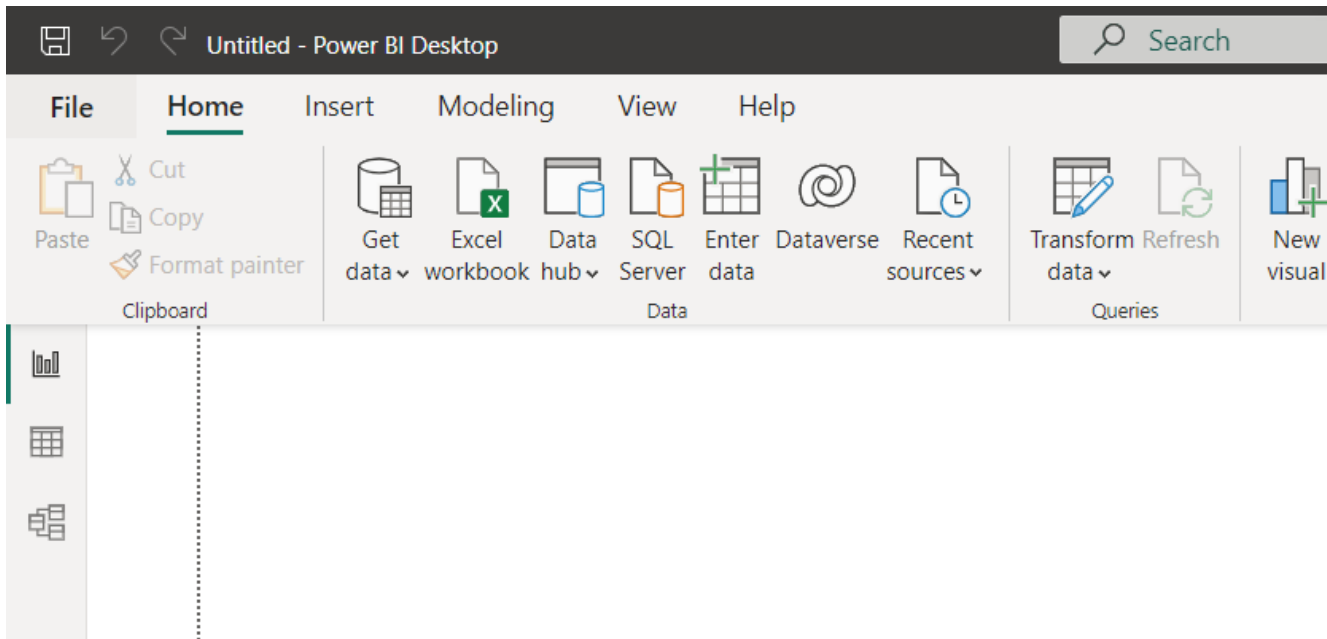 Untitled - Power BI Desktop
Search
File Home Insert Modeling View Help
Paste
Cut
Copy
Format painter
Clipboard
Get data
Excel workbook
Data hub
SQL Server
Enter data
Dataverse
Recent sources
Data
Transform data
Refresh
Queries
New visual